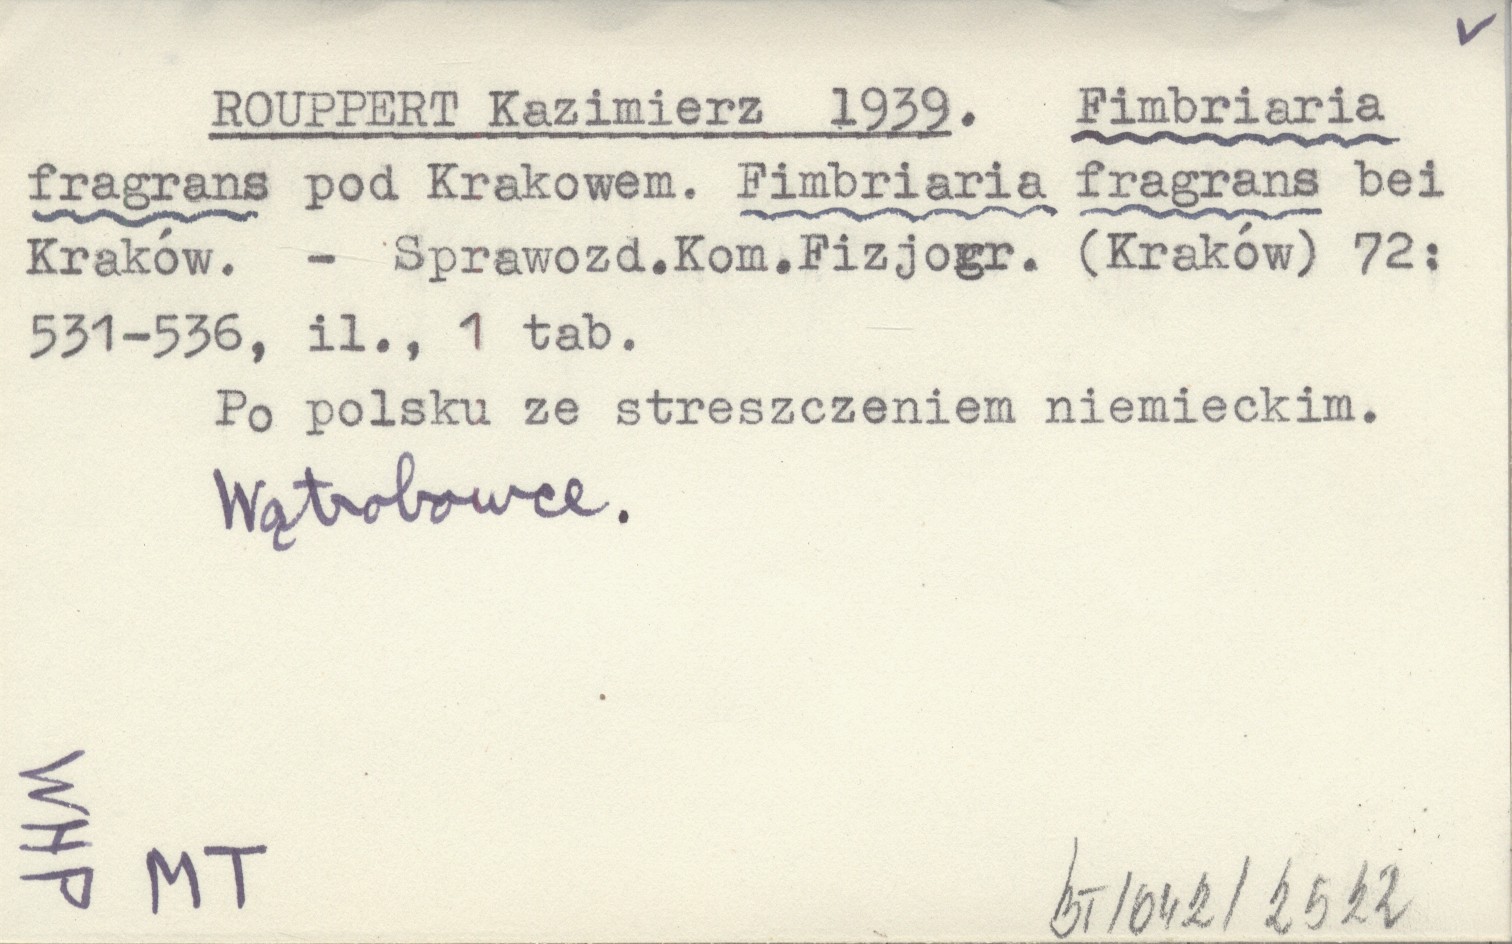 ROUPPERT Kazimierz 1939. Fimbriaria
fragrans pod Krakowem. Fimbriaria fragrans bei
Kraków. - Sprawozd.Kom.Fizjogr. (Kraków) 72:
531-536, il., 1 tab.
Po polsku ze streszczeniem niemieckim.
Wątrobowce.
WHP
MT
/042/2522